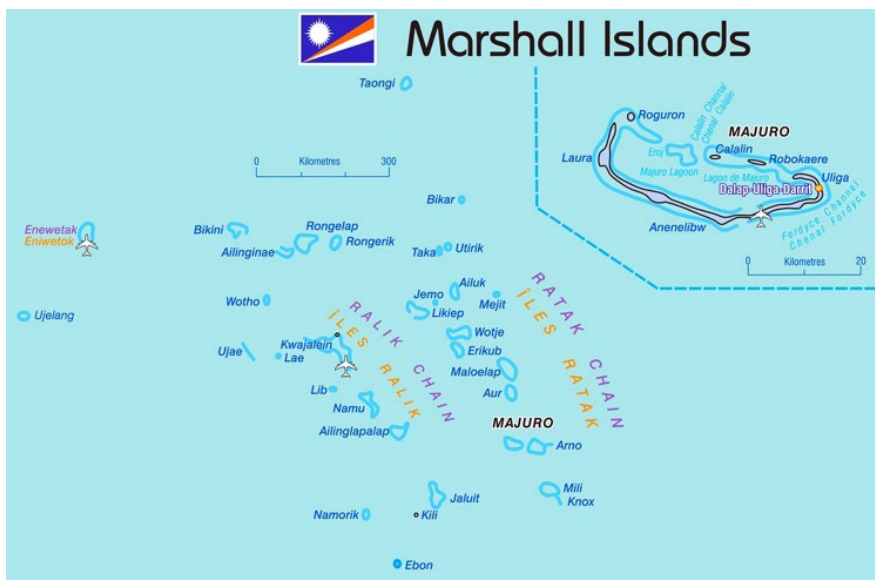 Marshall Islands
Taongi
Kilometres
0 300
Bikar
Enewetak
Eniwetok
Bikini
Rongelap
Ailinginae
Rongerik
Taka
Utirik
Ujelang
Wotho
Jemo
Ailuk
Mejit
Likiep
RALIK CHAIN
İLES RALIK
RATAK CHAIN
İLES RATAK
Kwajalein
Ujae
Lae
Wotje
Erikub
Maloelap
Lib
Aur
Namu
Ailinglapalap
MAJURO
Arno
Jaluit
Mili
Knox
Namorik
Kili
Ebon
Roguron
Calalin Channel
Chenal Calalin
MAJURO
Eroj
Calalin
Robokaere
Laura
Majuro Lagoon
Lagon de Majuro
Uliga
Dalap-Uliga-Darrit
Anenelibw
Fordyce Channel
Chenal Fordyce
0 20
Kilometres